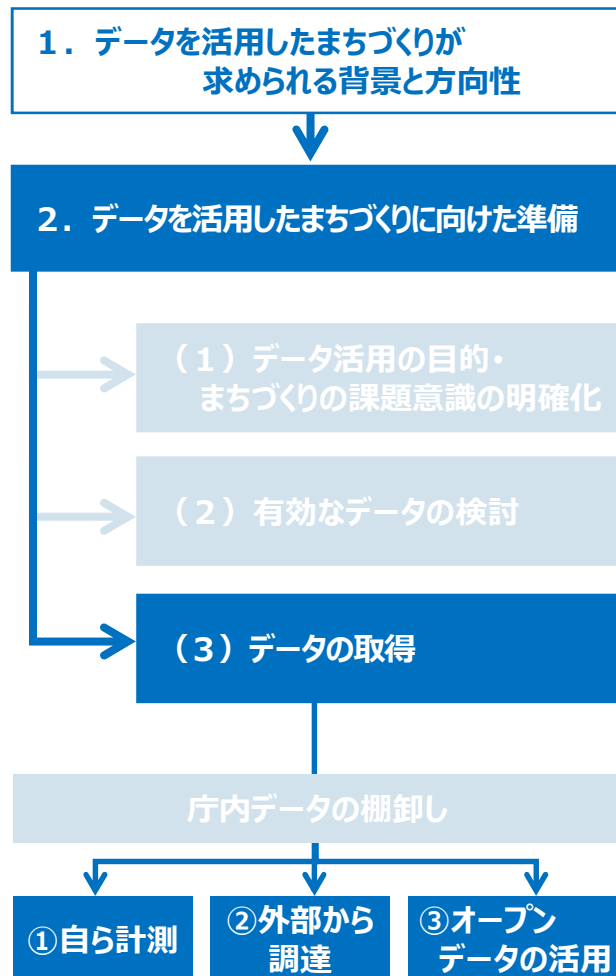 １．データを活用したまちづくりが
求められる背景と方向性
２．データを活用したまちづくりに向けた準備
（１）データ活用の目的・
まちづくりの課題意識の明確化
（２）有効なデータの検討
（３）データの取得
庁内データの棚卸し
①自ら計測
②外部から
調達
③オープン
データの活用